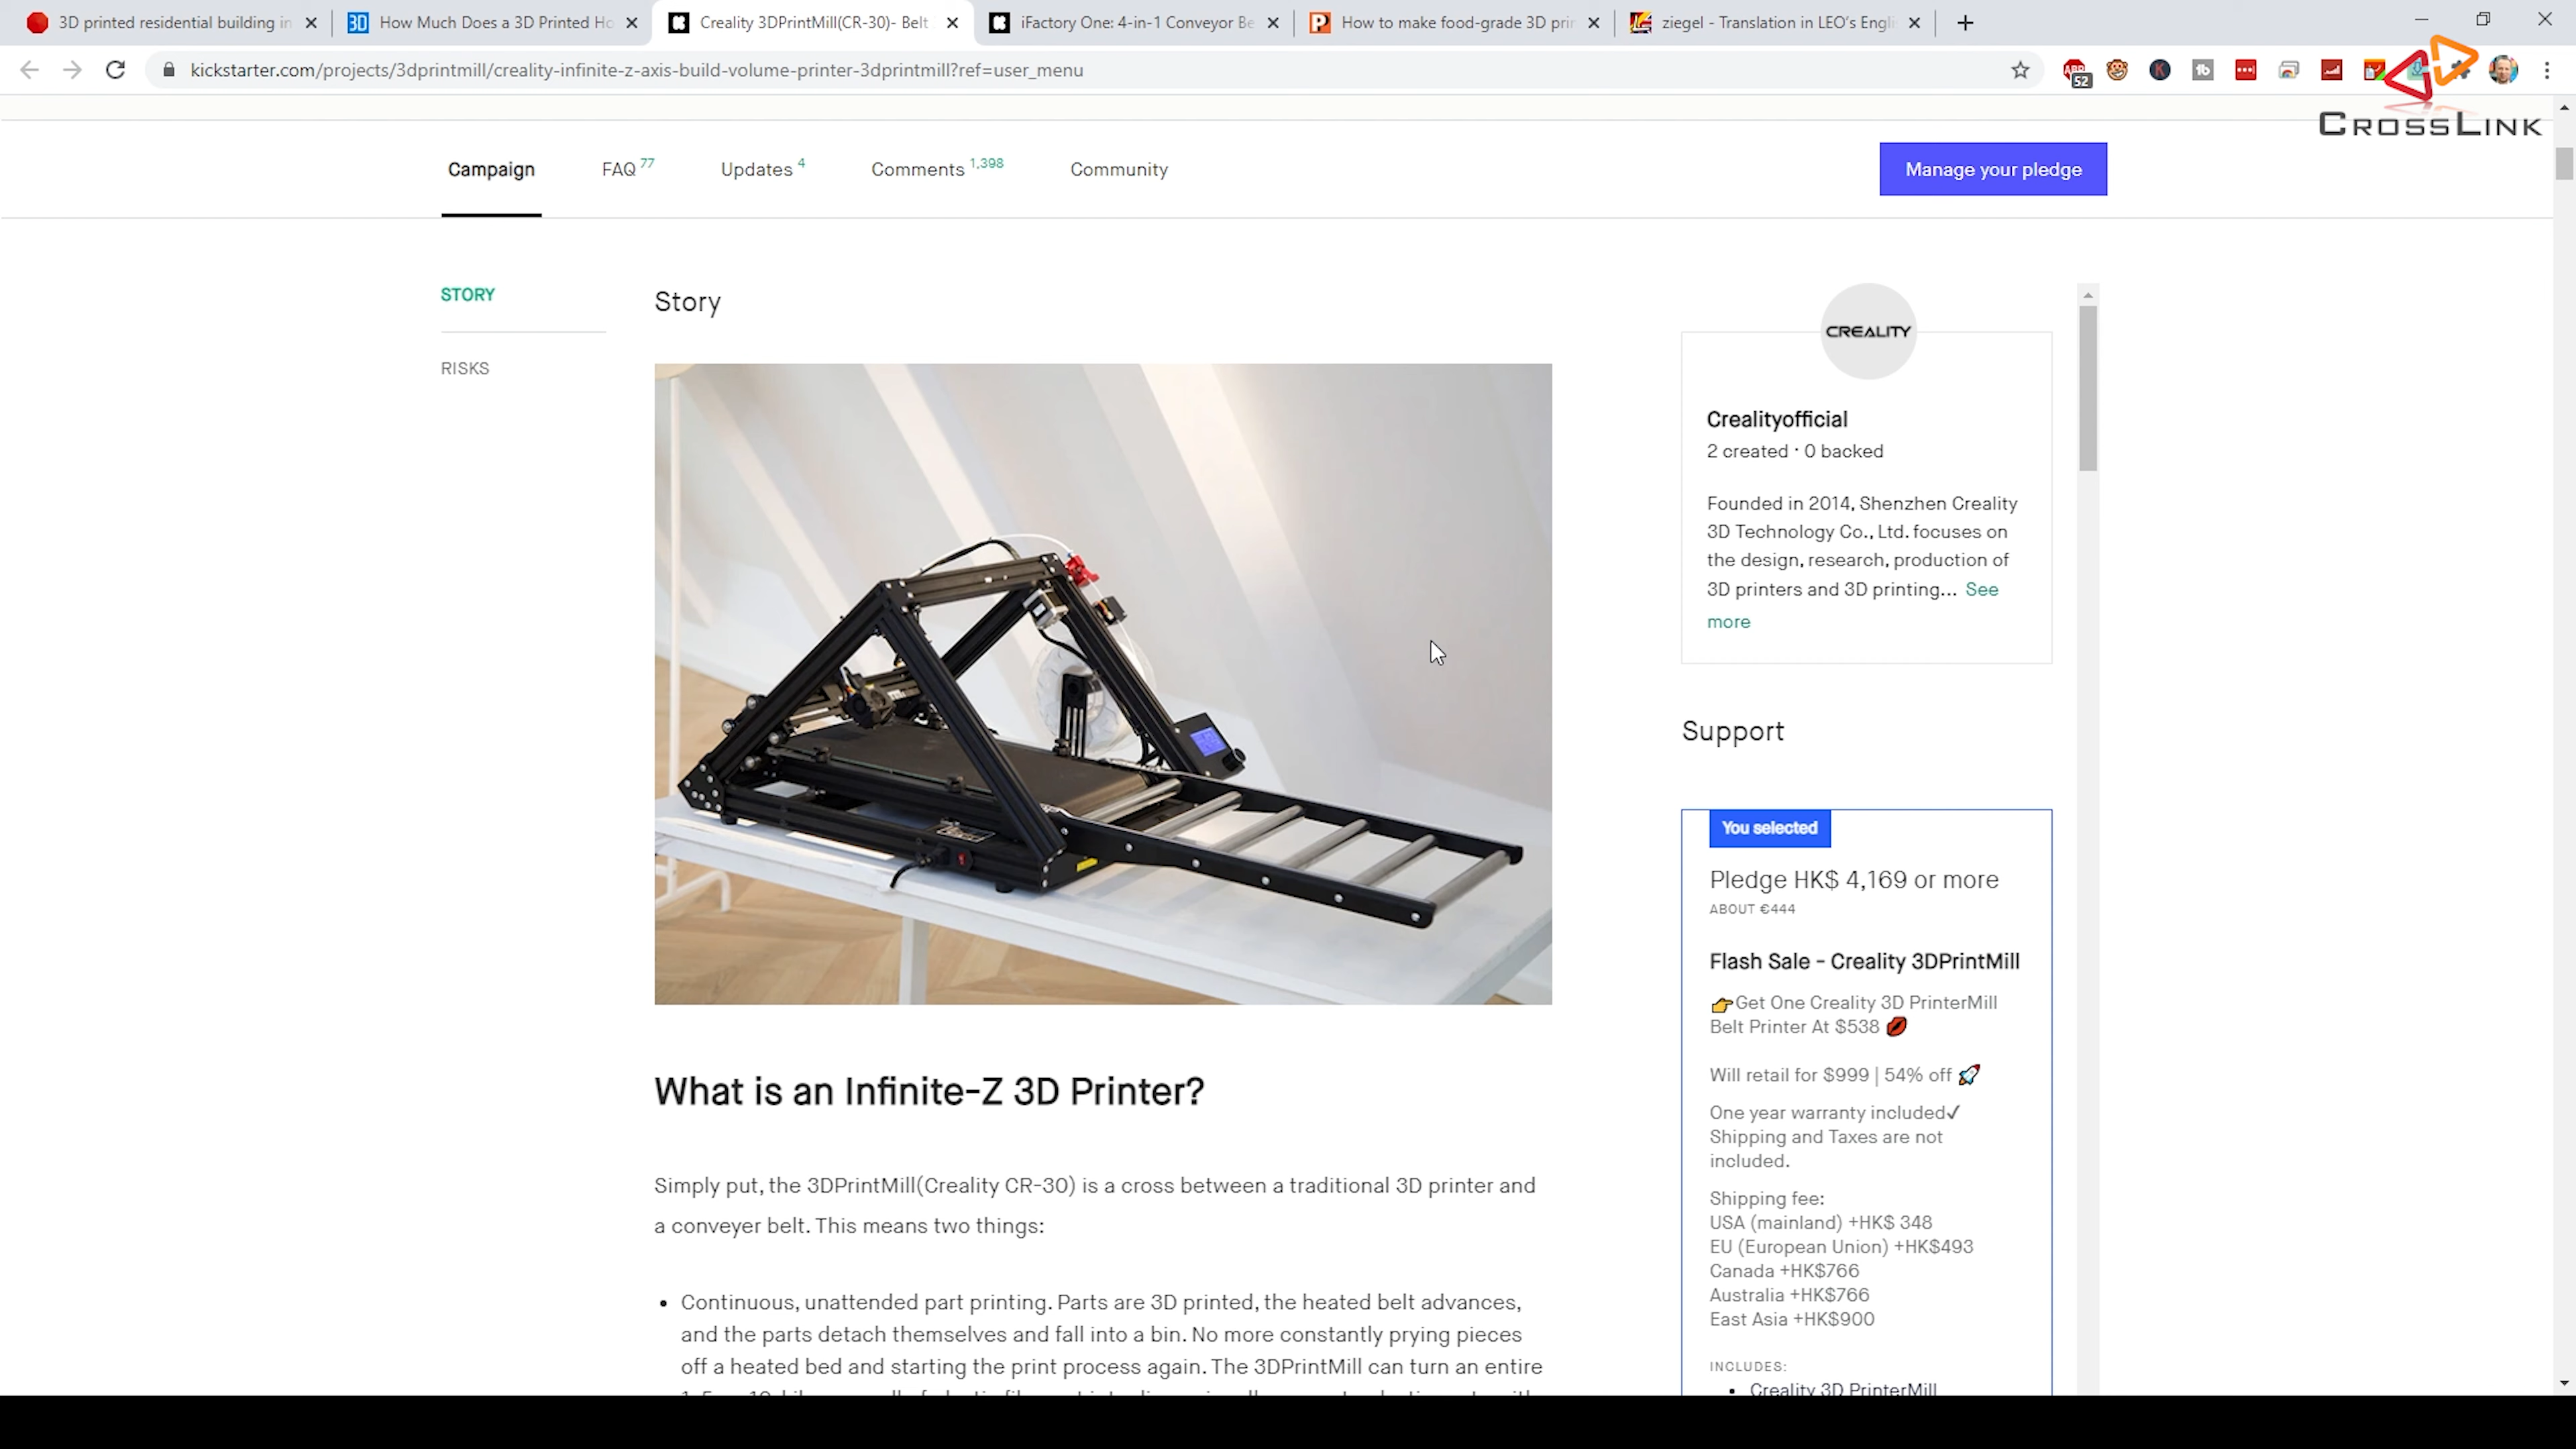 3D printed residential building in
How Much Does a 3D Printed Ho
Creality 3DPrintMill(CR-30)- Belt
iFactory One: 4-in-1 Conveyor Be
How to make food-grade 3D prin
ziegel - Translation in LEO's Engli
kickstarter.com/projects/3dprintmill/creality-infinite-z-axis-build-volume-printer-3dprintmill?ref=user_menu
ABP
52
CROSSLINK
Campaign
FAQ 77
Updates 4
Comments 1,398
Community
Manage your pledge
STORY
RISKS
Story
CREALITY
Crealityofficial
2 created · 0 backed
Founded in 2014, Shenzhen Creality
3D Technology Co., Ltd. focuses on
the design, research, production of
3D printers and 3D printing... See
more
Support
You selected
Pledge HK$ 4,169 or more
ABOUT €444
Flash Sale - Creality 3DPrintMill
👉Get One Creality 3D PrinterMill
Belt Printer At $538 💋
Will retail for $999 | 54% off 🚀
One year warranty included✓
Shipping and Taxes are not
included.
Shipping fee:
USA (mainland) +HK$ 348
EU (European Union) +HK$493
Canada +HK$766
Australia +HK$766
East Asia +HK$900
INCLUDES:
• Creality 3D PrinterMill
What is an Infinite-Z 3D Printer?
Simply put, the 3DPrintMill(Creality CR-30) is a cross between a traditional 3D printer and
a conveyer belt. This means two things:
• Continuous, unattended part printing. Parts are 3D printed, the heated belt advances,
and the parts detach themselves and fall into a bin. No more constantly prying pieces
off a heated bed and starting the print process again. The 3DPrintMill can turn an entire